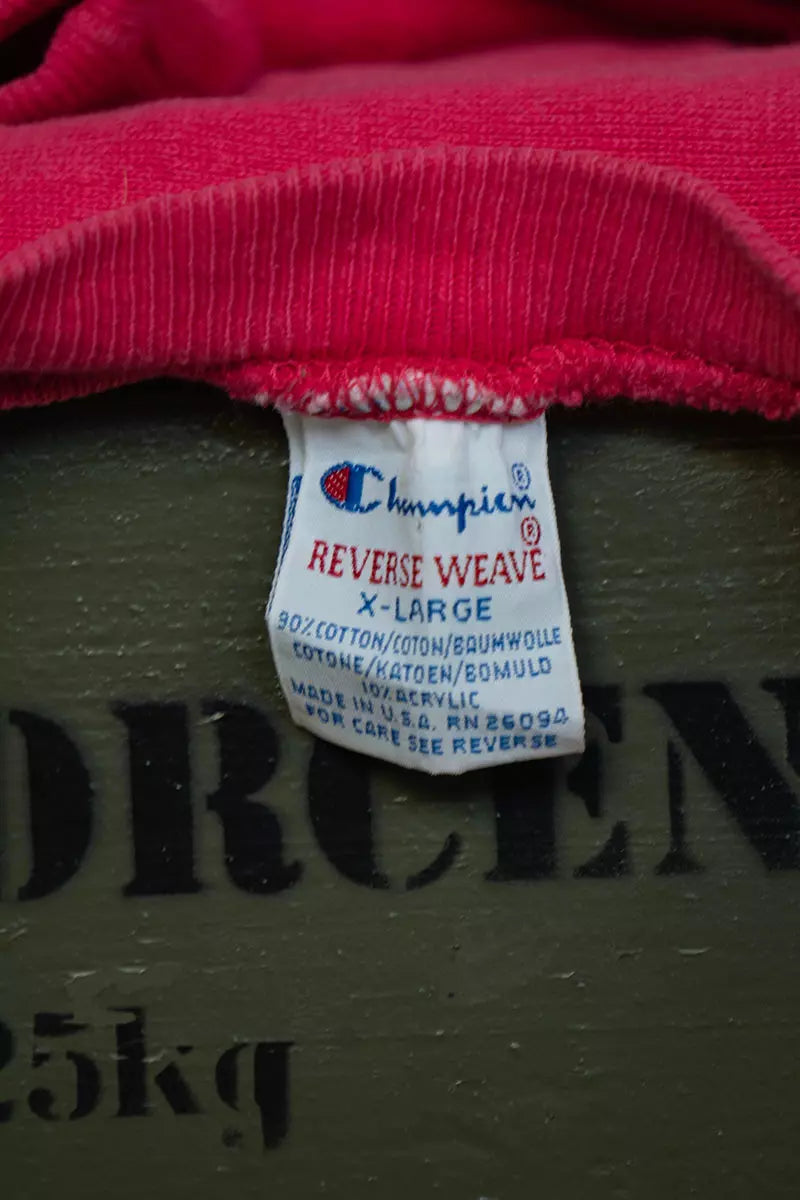 Champion®
®
REVERSE WEAVE
X-LARGE
90% COTTON/COTON/BAUMWOLLE
COTONE/KATOEN/BOMULD
10% ACRYLIC
MADE IN U.S.A. RN 26094
FOR CARE SEE REVERSE
ORCEN
25kg